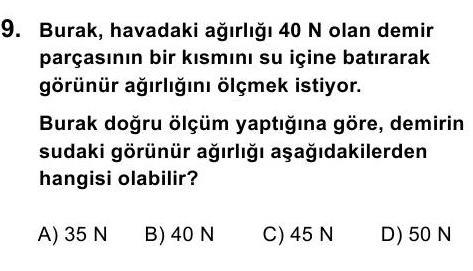 9. Burak, havadaki ağırlığı 40 N olan demir
parçasının bir kısmını su içine batırarak
görünür ağırlığını ölçmek istiyor.
Burak doğru ölçüm yaptığına göre, demirin
sudaki görünür ağırlığı aşağıdakilerden
hangisi olabilir?
A) 35 N B) 40 N C) 45 N D) 50 N